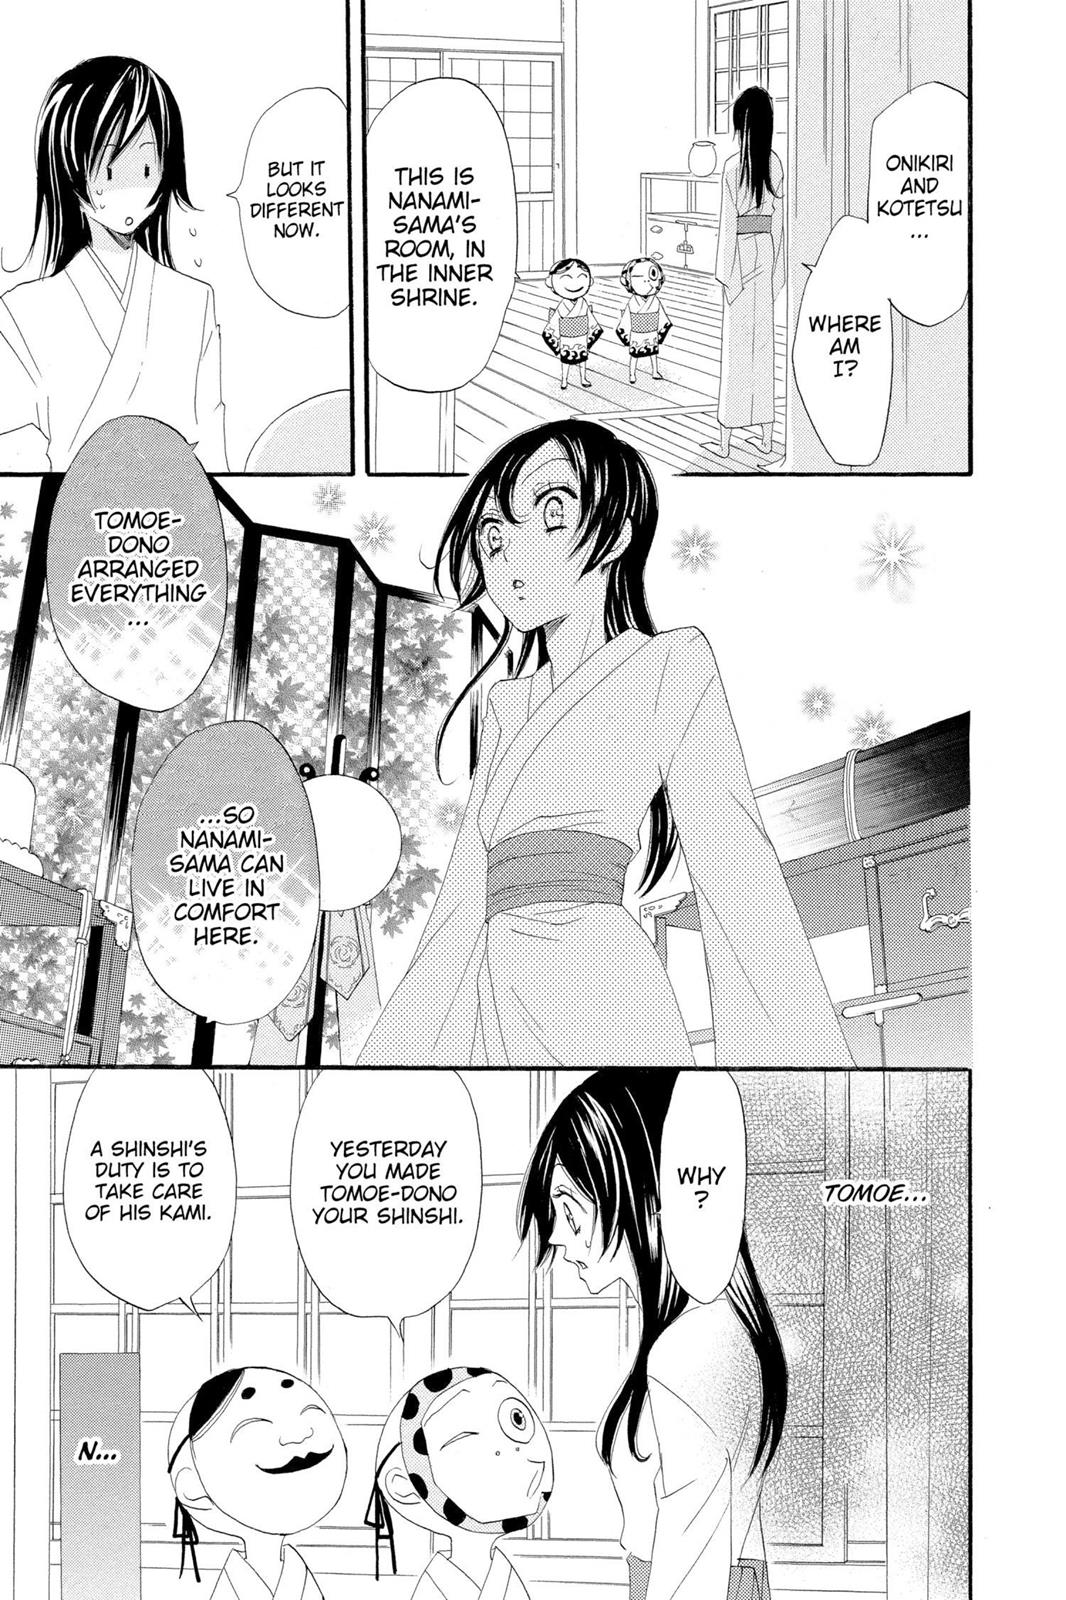 ONIKIRI
AND
KOTETSU
...
WHERE
AM
I?
THIS IS
NANAMI-
SAMA'S
ROOM, IN
THE INNER
SHRINE.
BUT IT
LOOKS
DIFFERENT
NOW.
TOMOE-
DONO
ARRANGED
EVERYTHING
...
...SO
NANAMI-
SAMA CAN
LIVE IN
COMFORT
HERE.
TOMOE...
WHY
?
YESTERDAY
YOU MADE
TOMOE-DONO
YOUR SHINSHI.
A SHINSHI'S
DUTY IS TO
TAKE CARE
OF HIS KAMI.
N...